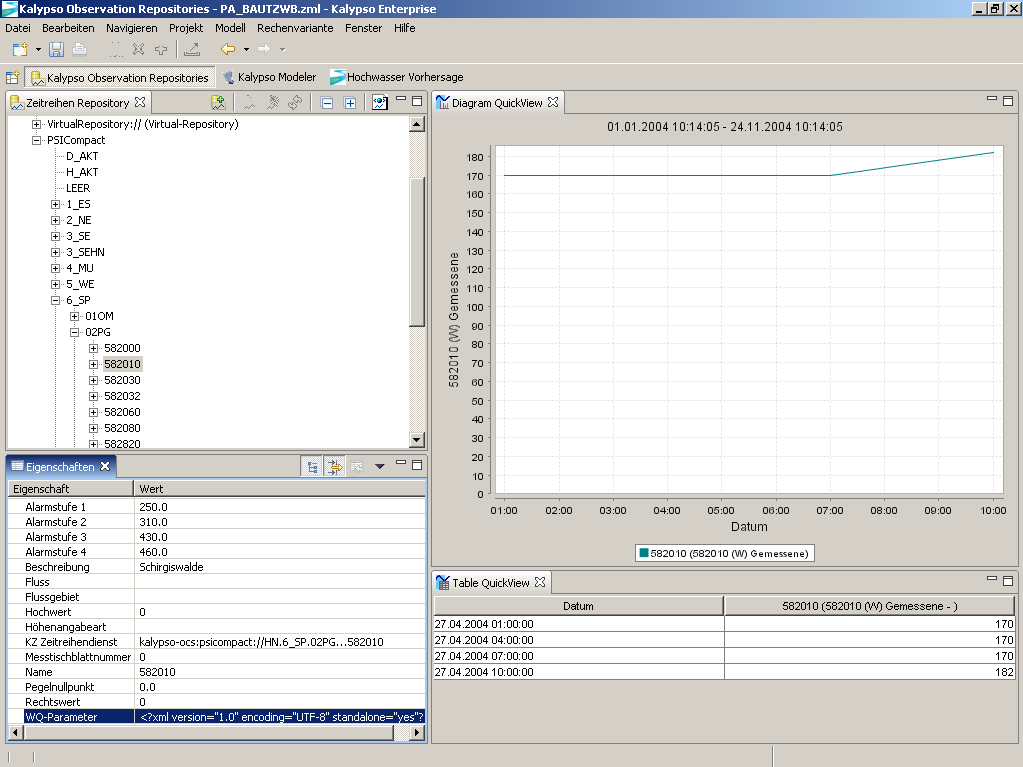 Kalypso Observation Repositories - PA_BAUTZWB.zml - Kalypso Enterprise
Datei Bearbeiten Navigieren Projekt Modell Rechenvariante Fenster Hilfe
Kalypso Observation Repositories Kalypso Modeler Hochwasser Vorhersage
Zeitreihen Repository
VirtualRepository:// (Virtual-Repository)
PSICompact
D_AKT
H_AKT
LEER
1_ES
2_NE
3_SE
3_SEHN
4_MU
5_WE
6_SP
01OM
02PG
582000
582010
582030
582032
582060
582080
582820
Eigenschaften
Eigenschaft Wert
Alarmstufe 1 250.0
Alarmstufe 2 310.0
Alarmstufe 3 430.0
Alarmstufe 4 460.0
Beschreibung Schirgiswalde
Fluss
Flussgebiet
Hochwert 0
Höhenangabeart
KZ Zeitreihendienst kalypso-ocs:psicompact://HN.6_SP.02PG...582010
Messtischblattnummer 0
Name 582010
Pegelnullpunkt 0.0
Rechtswert 0
WQ-Parameter <?xml version="1.0" encoding="UTF-8" standalone="yes"?
Diagram QuickView
01.01.2004 10:14:05 - 24.11.2004 10:14:05
582010 (W) Gemessene
180
170
160
150
140
130
120
110
100
90
80
70
60
50
40
30
20
10
0
01:00 02:00 03:00 04:00 05:00 06:00 07:00 08:00 09:00 10:00
Datum
582010 (582010 (W) Gemessene)
Table QuickView
Datum 582010 (582010 (W) Gemessene - )
27.04.2004 01:00:00 170
27.04.2004 04:00:00 170
27.04.2004 07:00:00 170
27.04.2004 10:00:00 182